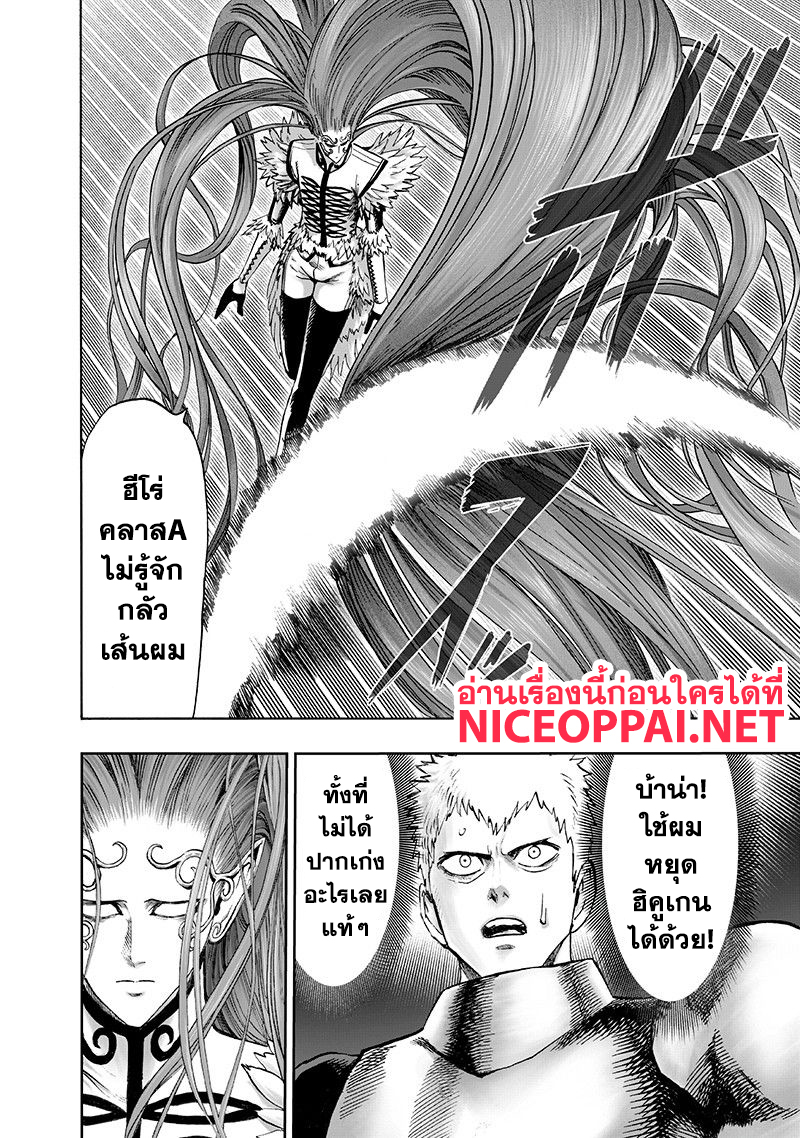 ฮีโร่
คลาสA
ไม่รู้จัก
กลัว
เส้นผม
อ่านเรื่องนี้ก่อนใครได้ที่
NICEOPPAI.NET
บ้าน่า!
ใช้ผม
หยุด
ฮิคูเกน
ได้ด้วย!
ทั้งที่
ไม่ได้
ปากเก่ง
อะไรเลย
แท้ๆ